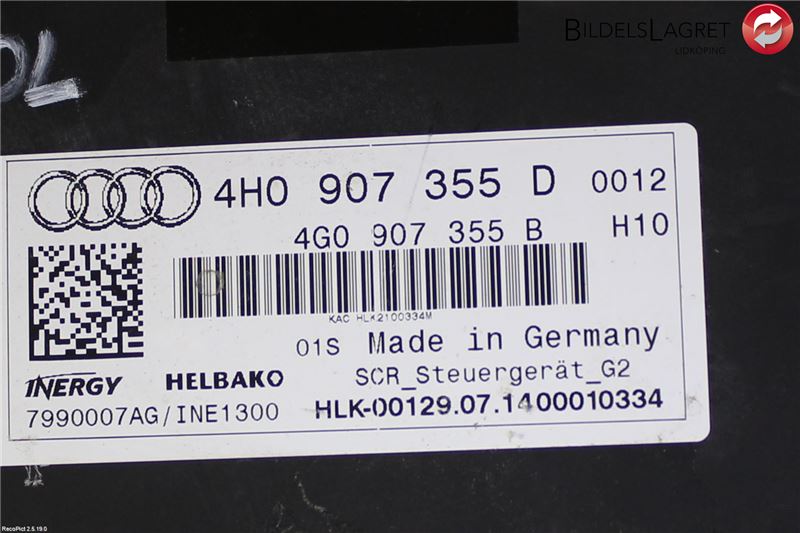 BILDELSLAGRET
LIDKÖPING
4H0 907 355 D 0012
4G0 907 355 B H10
KAC HLK2100334M
01S Made in Germany
SCR_Steuergerät_G2
INERGY HELBAKO
7990007AG/INE1300 HLK-00129.07.1400010334
RecoPict 2.5.19.0